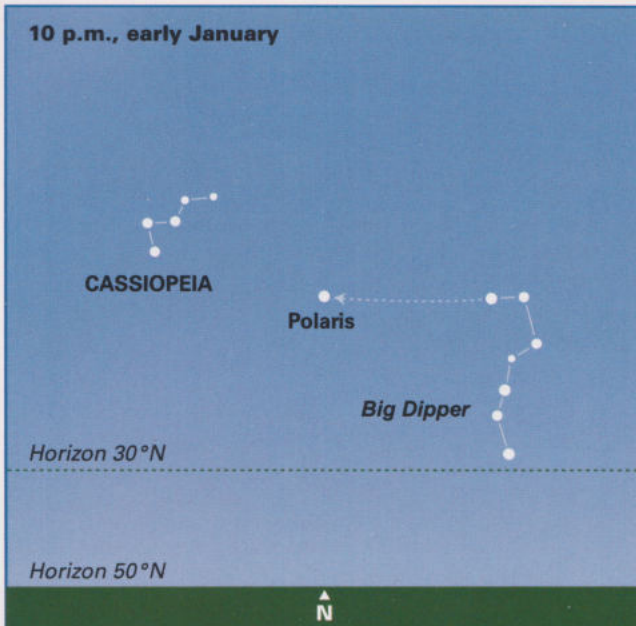 10 p.m., early January
CASSIOPEIA
Polaris
Big Dipper
Horizon 30°N
Horizon 50°N
N